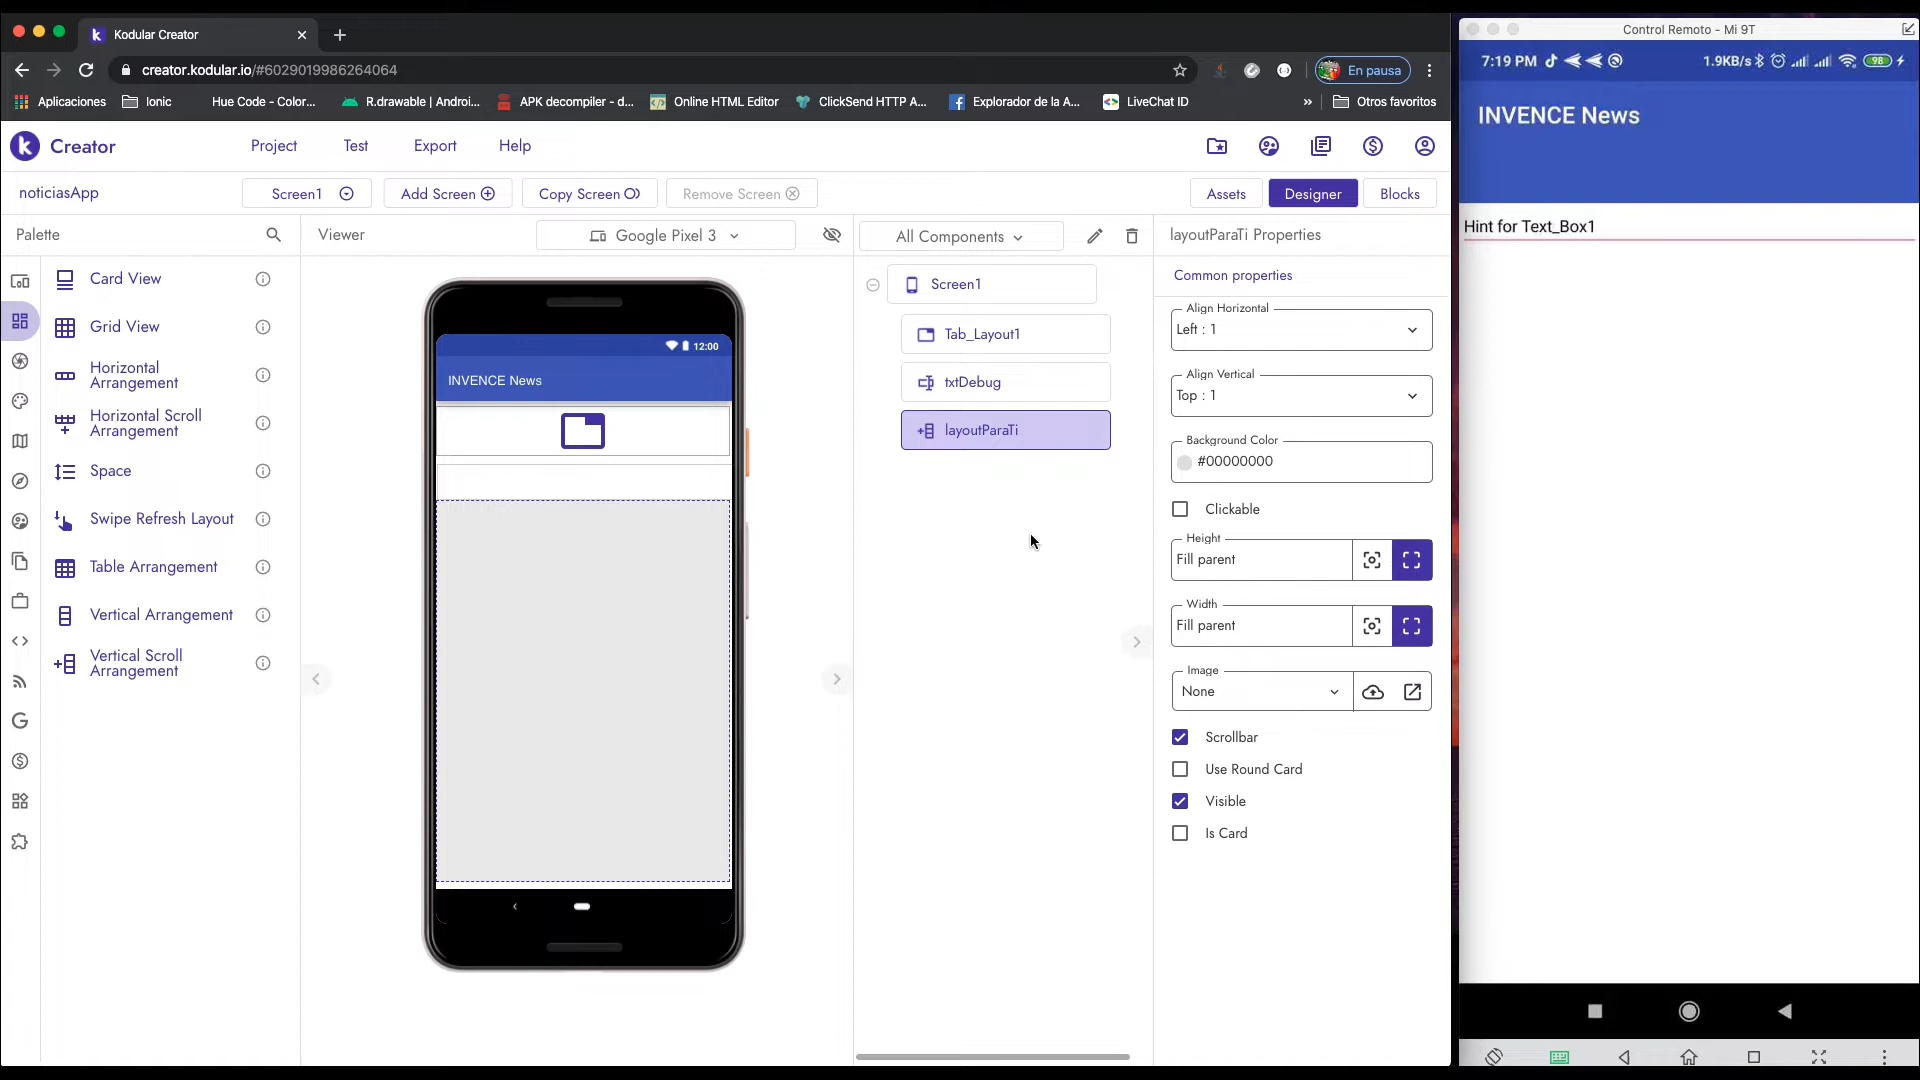 Kodular Creator
creator.kodular.io/#6029019986264064
En pausa
Aplicaciones
Ionic
Hue Code - Color...
R.drawable | Androi...
APK decompiler - d...
Online HTML Editor
ClickSend HTTP A...
Explorador de la A...
LiveChat ID
»
Otros favoritos
Creator
Project
Test
Export
Help
noticiasApp
Screen1
Add Screen
Copy Screen
Remove Screen
Assets
Designer
Blocks
Palette
Card View
Grid View
Horizontal
Arrangement
Horizontal Scroll
Arrangement
Space
Swipe Refresh Layout
Table Arrangement
Vertical Arrangement
Vertical Scroll
Arrangement
Viewer
Google Pixel 3
12:00
INVENCE News
All Components
Screen1
Tab_Layout1
txtDebug
layoutParaTi
layoutParaTi Properties
Common properties
Align Horizontal
Left : 1
Align Vertical
Top : 1
Background Color
#00000000
Clickable
Height
Fill parent
Width
Fill parent
Image
None
Scrollbar
Use Round Card
Visible
Is Card
Control Remoto - Mi 9T
7:19 PM
1.9KB/s
98
INVENCE News
Hint for Text_Box1